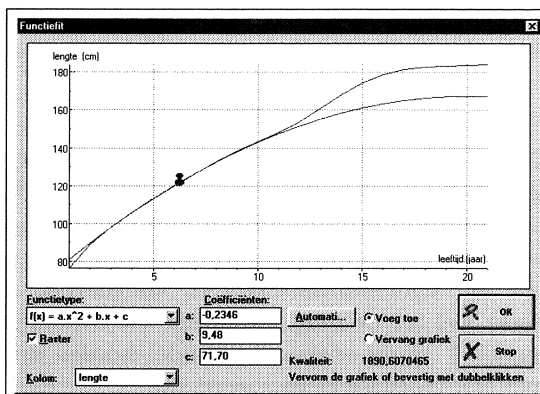 Functiefit
lengte (cm)
180
160
140
120
100
80
5
10
15
20
leeftijd (jaar)
Functietype:
f(x) = a.x^2 + b.x + c
Raster
Kolom:
lengte
Coëfficiënten:
a: -0,2346
b: 9,48
c: 71,70
Automati...
Voeg toe
Vervang grafiek
Kwaliteit: 1890,6070465
Vervorm de grafiek of bevestig met dubbelklikken
OK
Stop